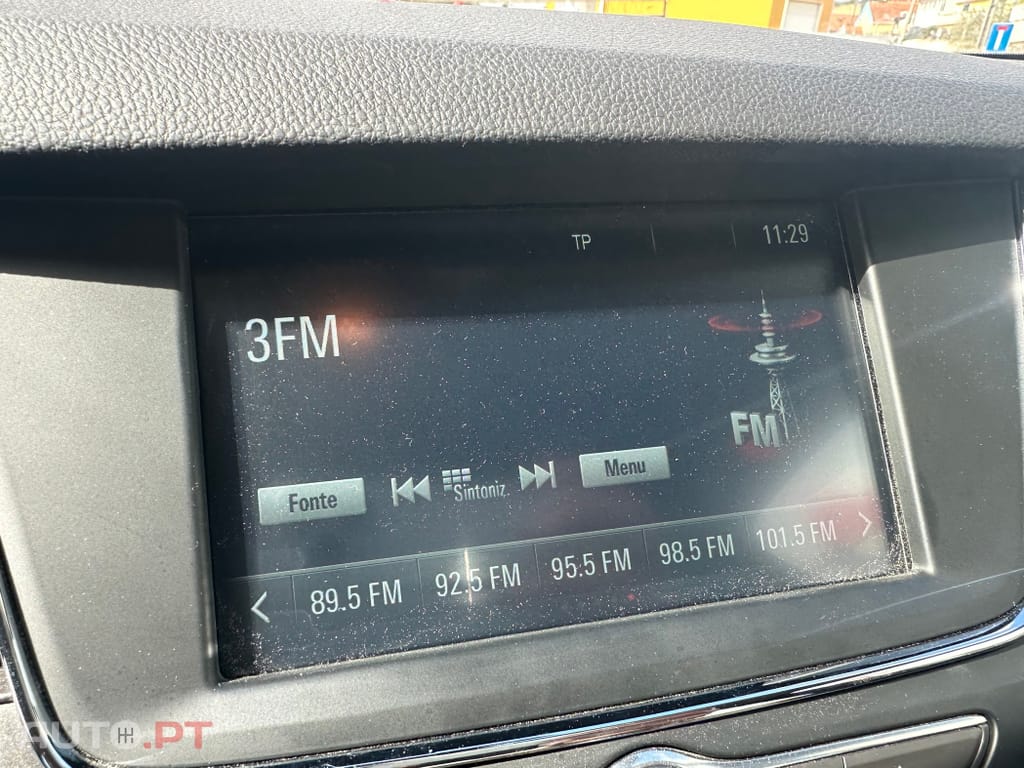 TP 11:29
3FM
FM
Fonte Sintoniz. Menu
89.5 FM 92.5 FM 95.5 FM 98.5 FM 101.5 FM
AUTO.PT